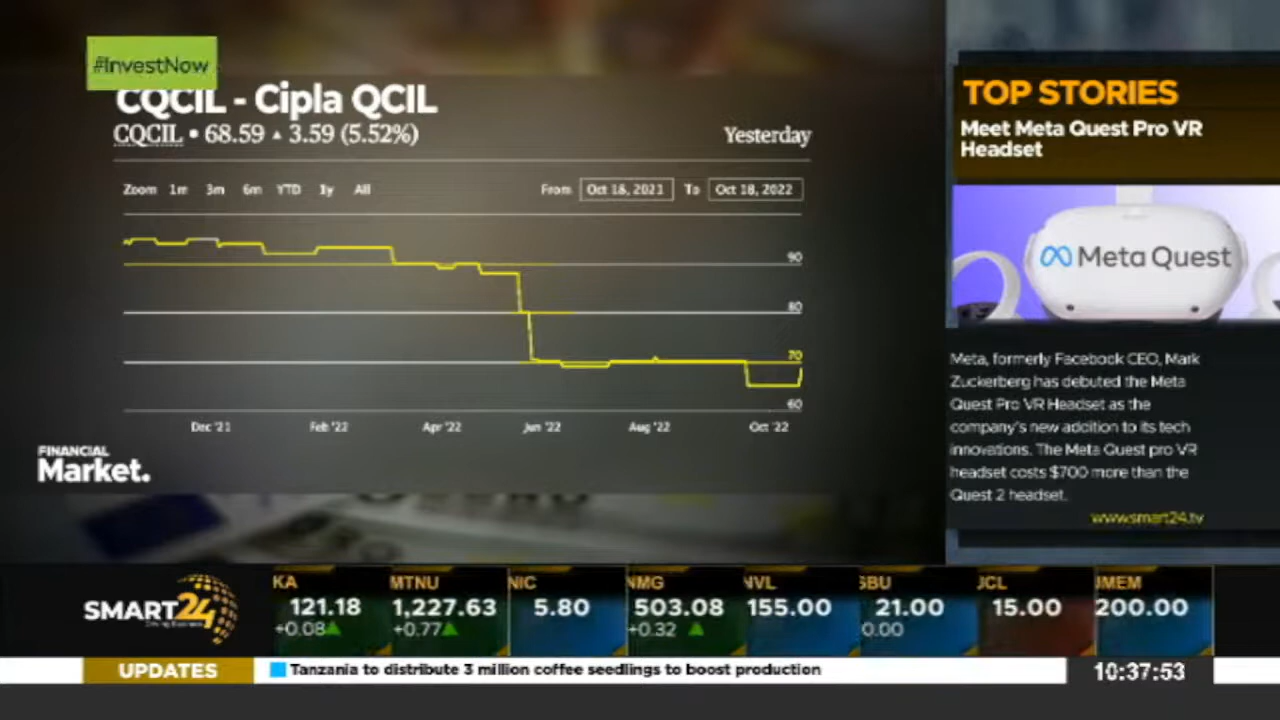 #InvestNow
CQCIL - Cipla QCIL
CQCIL • 68.59 ▲ 3.59 (5.52%)
Yesterday
Zoom 1m 3m 6m YTD 1y All
From Oct 18, 2021 To Oct 18, 2022
90
80
70
60
Dec '21 Feb '22 Apr '22 Jun '22 Aug '22 Oct '22
FINANCIAL
Market.
TOP STORIES
Meet Meta Quest Pro VR
Headset
Meta Quest
Meta, formerly Facebook CEO, Mark
Zuckerberg has debuted the Meta
Quest Pro VR Headset as the
company's new addition to its tech
innovations. The Meta Quest pro VR
headset costs $700 more than the
Quest 2 headset.
www.smart24.tv
SMART24
KA MTNU NIC NMG NVL SBU UCL UMEM
121.18 1,227.63 5.80 503.08 155.00 21.00 15.00 200.00
+0.08▲ +0.77▲ +0.32 ▲ 0.00
UPDATES
Tanzania to distribute 3 million coffee seedlings to boost production
10:37:53